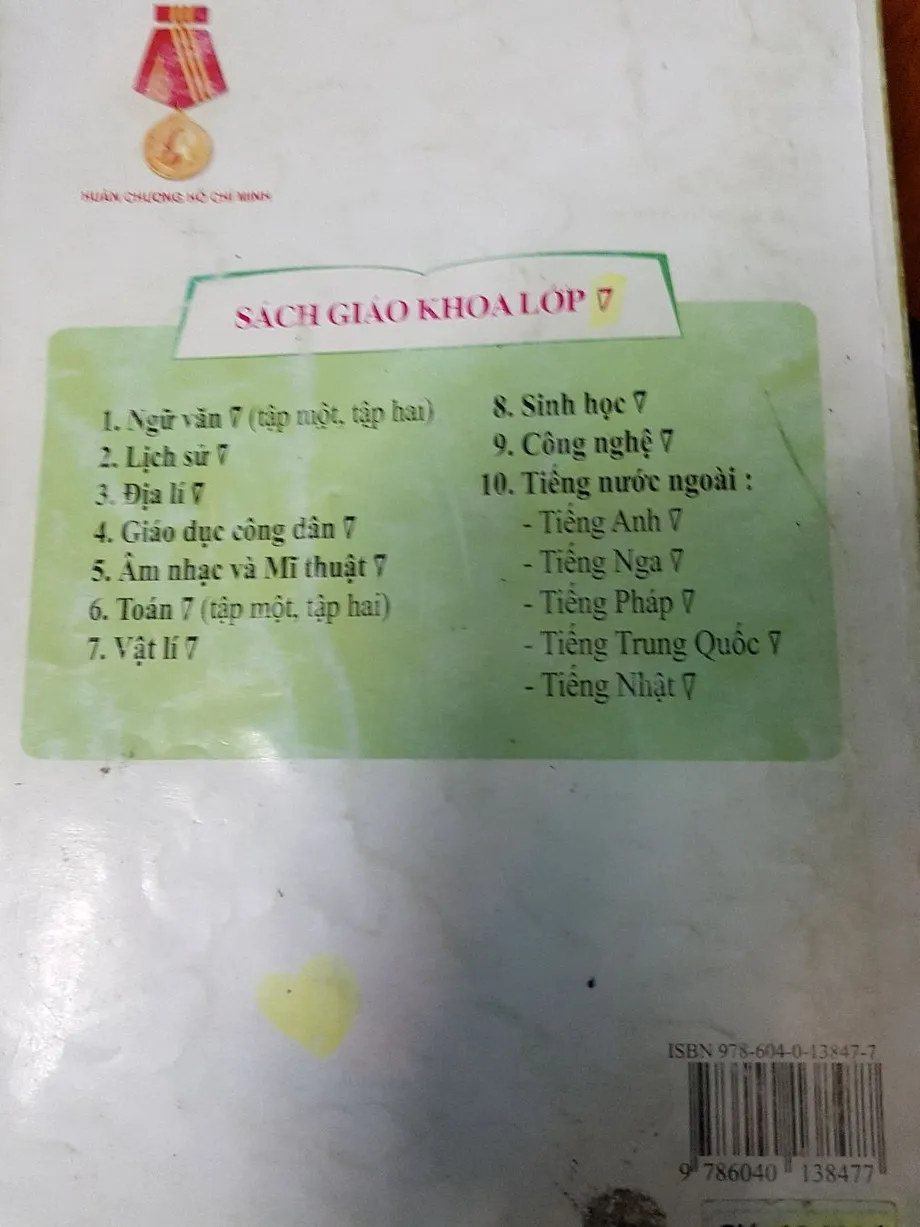 HUÂN CHƯƠNG HỒ CHÍ MINH
SÁCH GIÁO KHOA LỚP 7
1. Ngữ văn 7 (tập một, tập hai)
2. Lịch sử 7
3. Địa lí 7
4. Giáo dục công dân 7
5. Âm nhạc và Mĩ thuật 7
6. Toán 7 (tập một, tập hai)
7. Vật lí 7
8. Sinh học 7
9. Công nghệ 7
10. Tiếng nước ngoài :
- Tiếng Anh 7
- Tiếng Nga 7
- Tiếng Pháp 7
- Tiếng Trung Quốc 7
- Tiếng Nhật 7
ISBN 978-604-0-13847-7
9 786040 138477